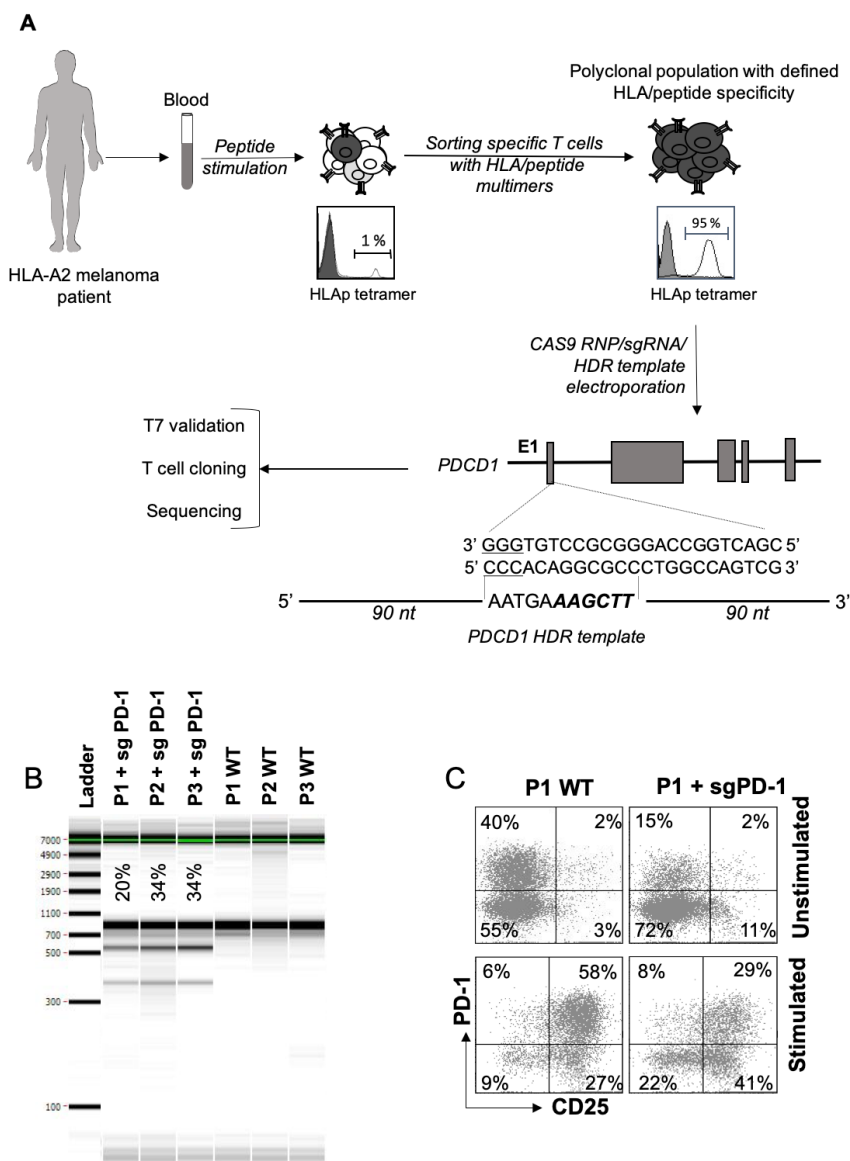 A
Blood
Peptide
stimulation
Sorting specific T cells
with HLA/peptide
multimers
Polyclonal population with defined
HLA/peptide specificity
1 %
95 %
HLA-A2 melanoma
patient
HLAp tetramer
HLAp tetramer
CAS9 RNP/sgRNA/
HDR template
electroporation
T7 validation
T cell cloning
Sequencing
PDCD1
E1
3’ GGGTGTCCGCGGGACCGGTCAGC 5’
5’ CCCACAGGCGCCCTGGCCAGTCG 3’
5’ 90 nt AATGAAAGCTT 90 nt 3’
PDCD1 HDR template
B
Ladder
P1 + sg PD-1
P2 + sg PD-1
P3 + sg PD-1
P1 WT
P2 WT
P3 WT
7000
4900
2900
1900
1100
700
500
300
100
20%
34%
34%
C
P1 WT
P1 + sgPD-1
40% 2% 15% 2%
55% 3% 72% 11%
Unstimulated
6% 58% 8% 29%
9% 27% 22% 41%
Stimulated
PD-1
CD25